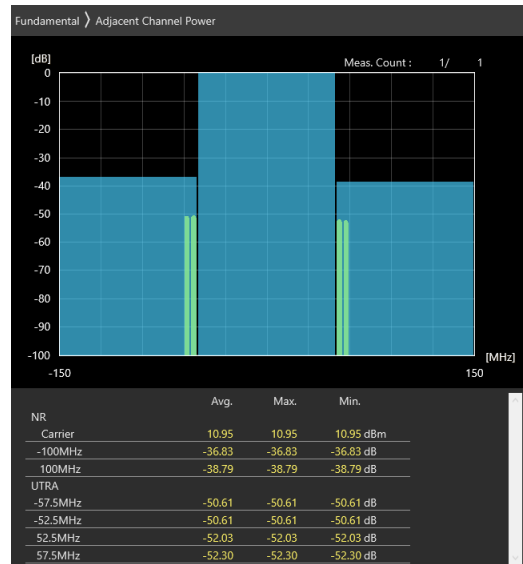 Fundamental ⟩ Adjacent Channel Power
[dB]
Meas. Count : 1/ 1
0
-10
-20
-30
-40
-50
-60
-70
-80
-90
-100
[MHz]
-150 150
Avg. Max. Min.
NR
Carrier 10.95 10.95 10.95 dBm
-100MHz -36.83 -36.83 -36.83 dB
100MHz -38.79 -38.79 -38.79 dB
UTRA
-57.5MHz -50.61 -50.61 -50.61 dB
-52.5MHz -50.61 -50.61 -50.61 dB
52.5MHz -52.03 -52.03 -52.03 dB
57.5MHz -52.30 -52.30 -52.30 dB